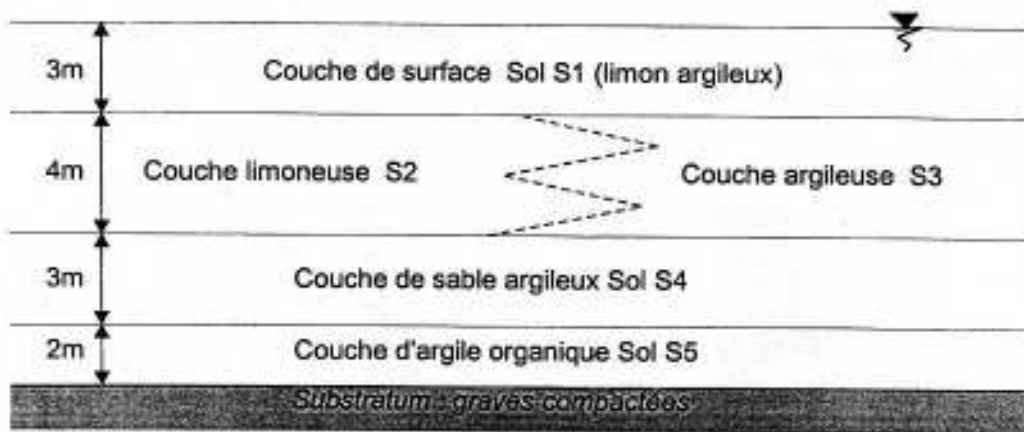 3m Couche de surface Sol S1 (limon argileux)
4m Couche limoneuse S2 Couche argileuse S3
3m Couche de sable argileux Sol S4
2m Couche d'argile organique Sol S5
Substratum : graves compactées